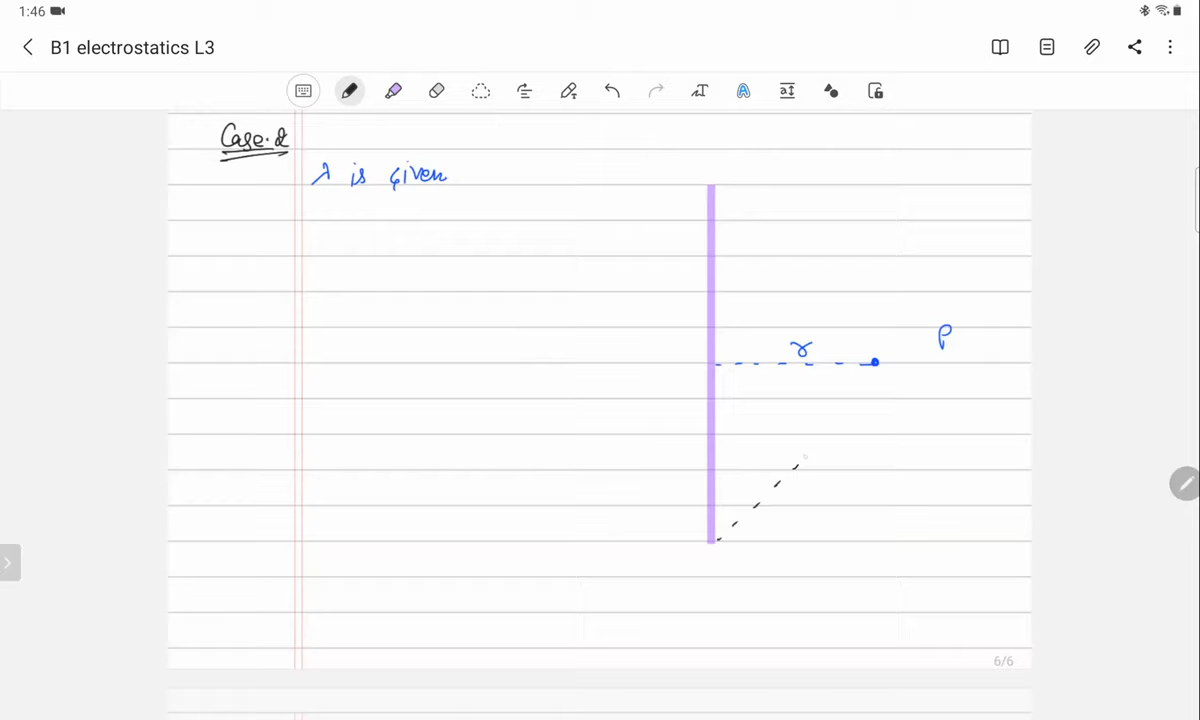 1:46
B1 electrostatics L3
Case-2
λ is given
P
r
6/6